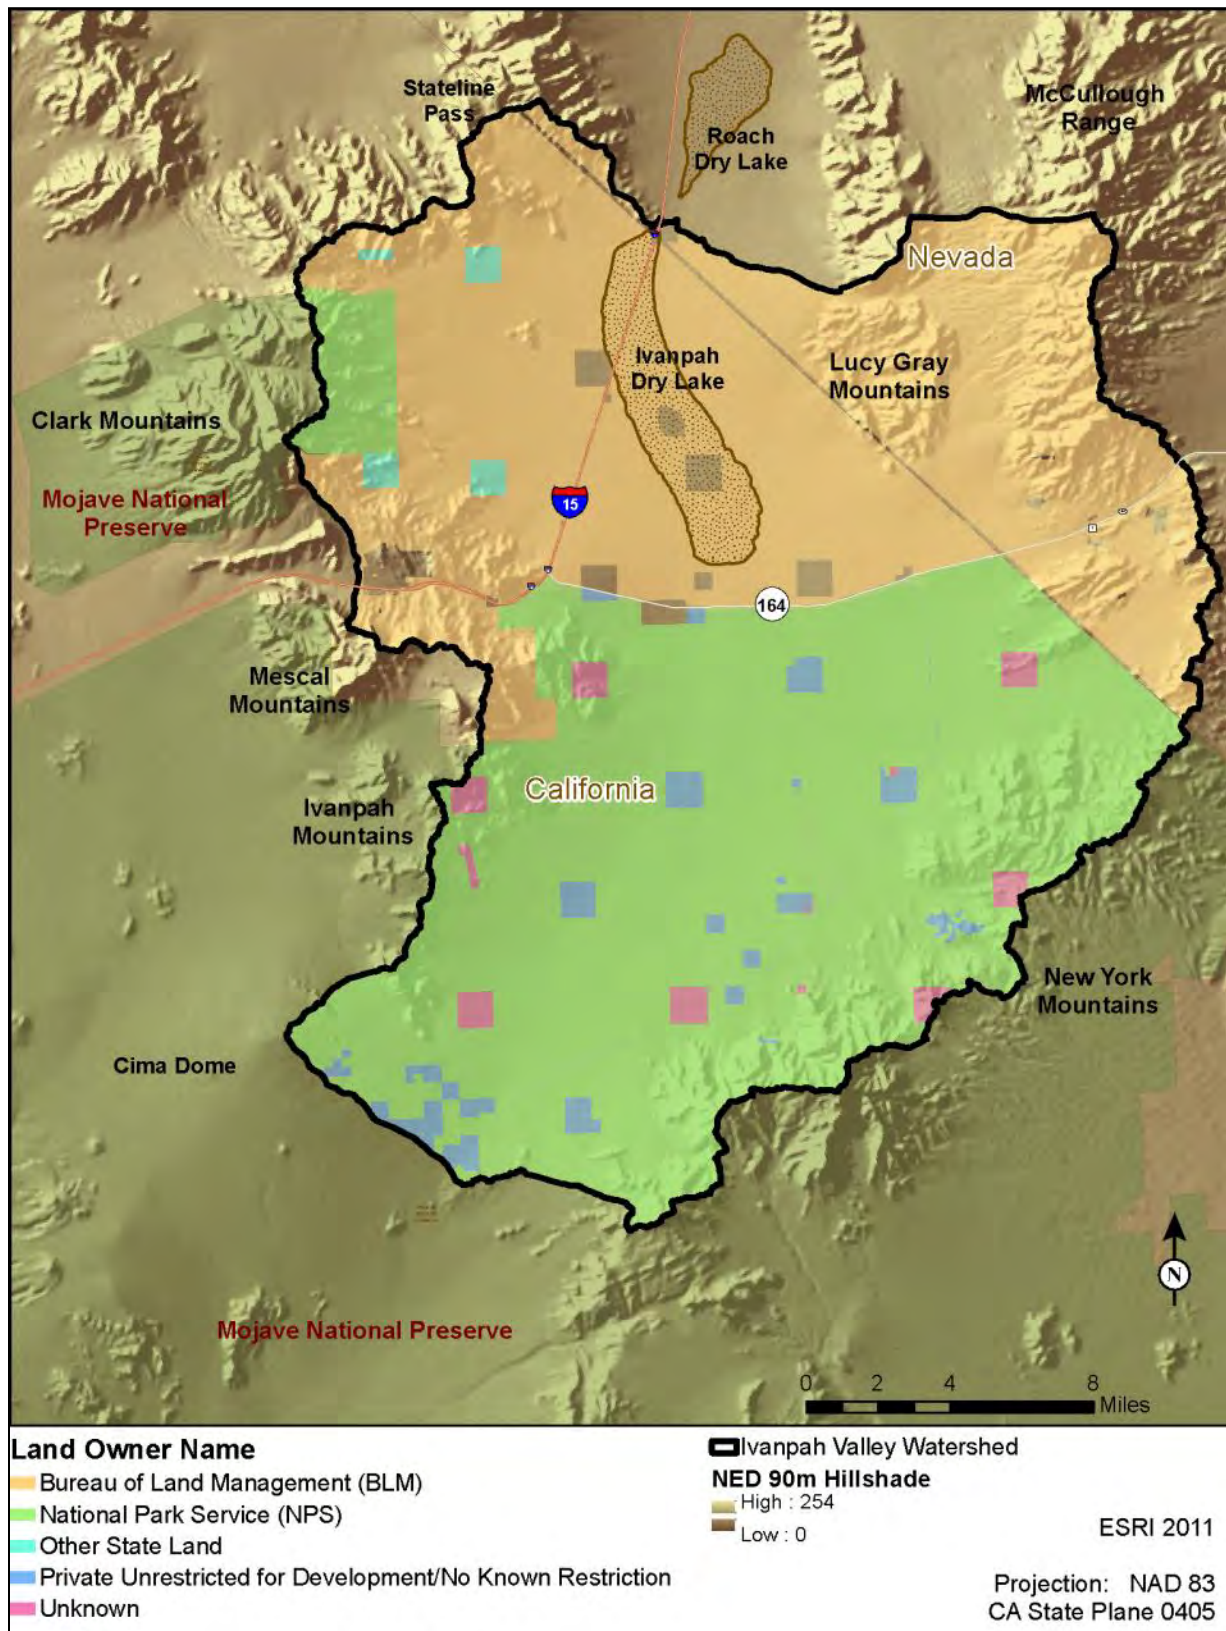 Stateline
Pass
McCullough
Range
Roach
Dry Lake
Nevada
Ivanpah
Dry Lake
Lucy Gray
Mountains
Clark Mountains
Mojave National
Preserve
15
164
Mescal
Mountains
California
Ivanpah
Mountains
New York
Mountains
Cima Dome
N
Mojave National Preserve
0 2 4 8
Miles
Land Owner Name
Bureau of Land Management (BLM)
National Park Service (NPS)
Other State Land
Private Unrestricted for Development/No Known Restriction
Unknown
Ivanpah Valley Watershed
NED 90m Hillshade
High : 254
Low : 0
ESRI 2011
Projection: NAD 83
CA State Plane 0405